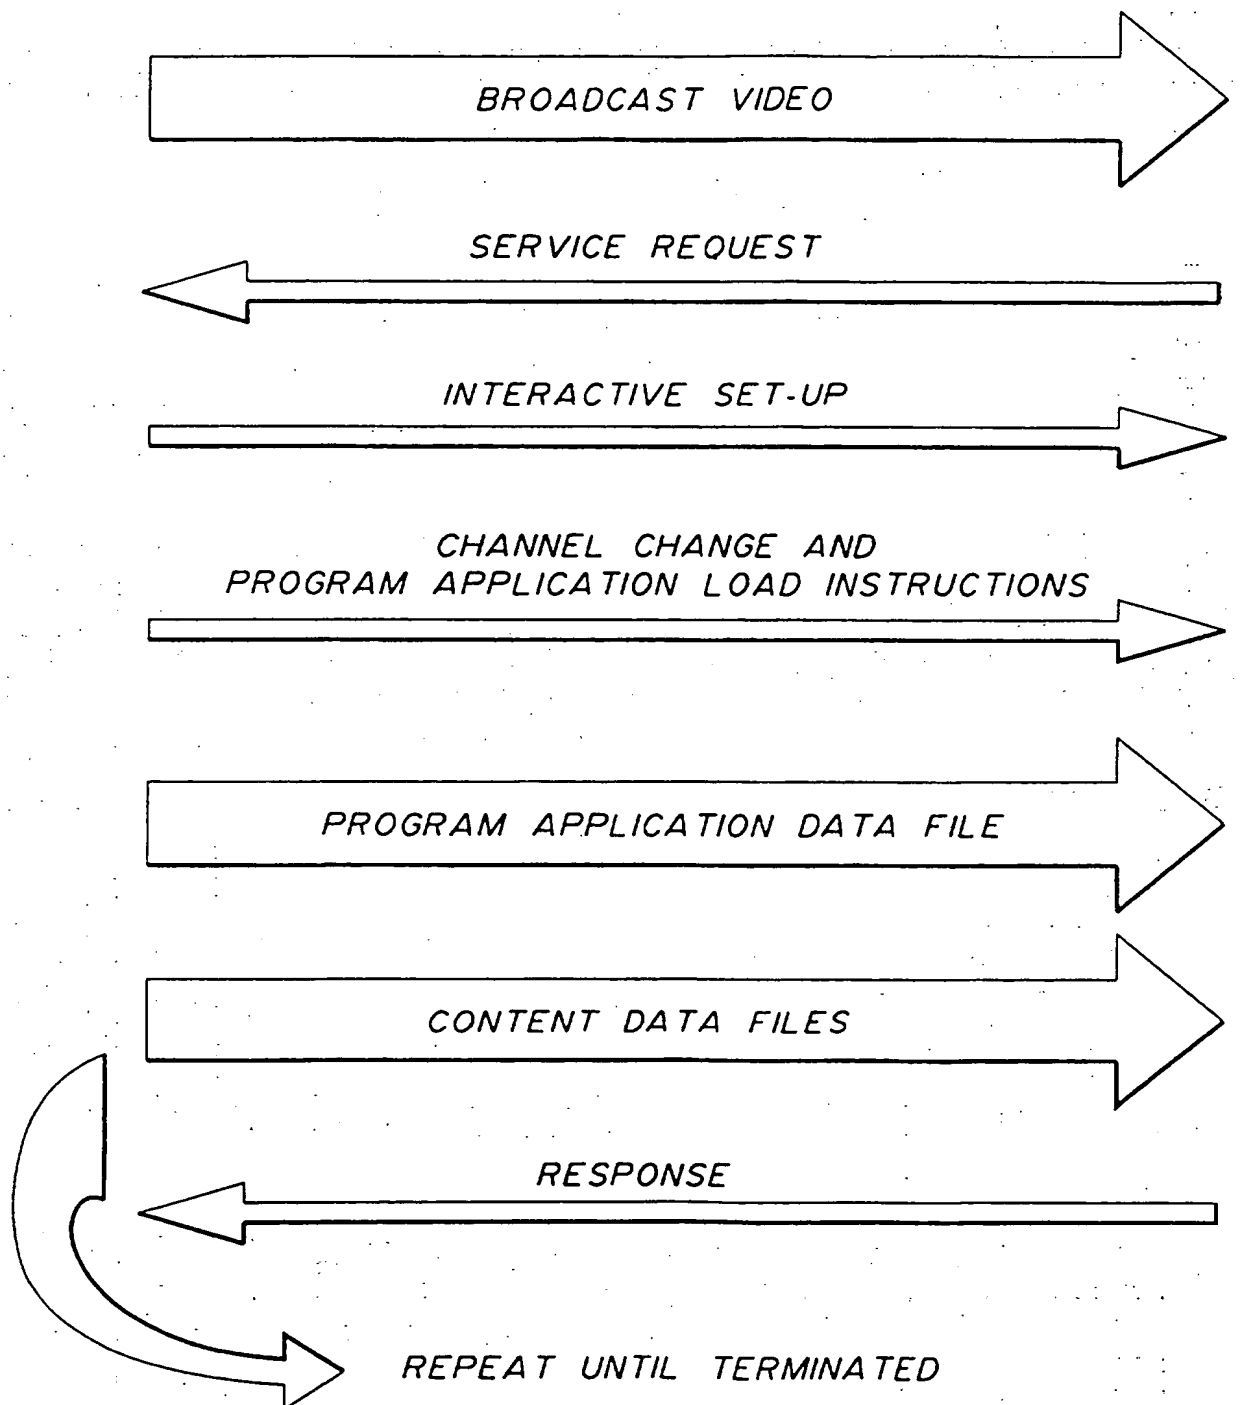 BROADCAST VIDEO
SERVICE REQUEST
INTERACTIVE SET-UP
CHANNEL CHANGE AND
PROGRAM APPLICATION LOAD INSTRUCTIONS
PROGRAM APPLICATION DATA FILE
CONTENT DATA FILES
RESPONSE
REPEAT UNTIL TERMINATED